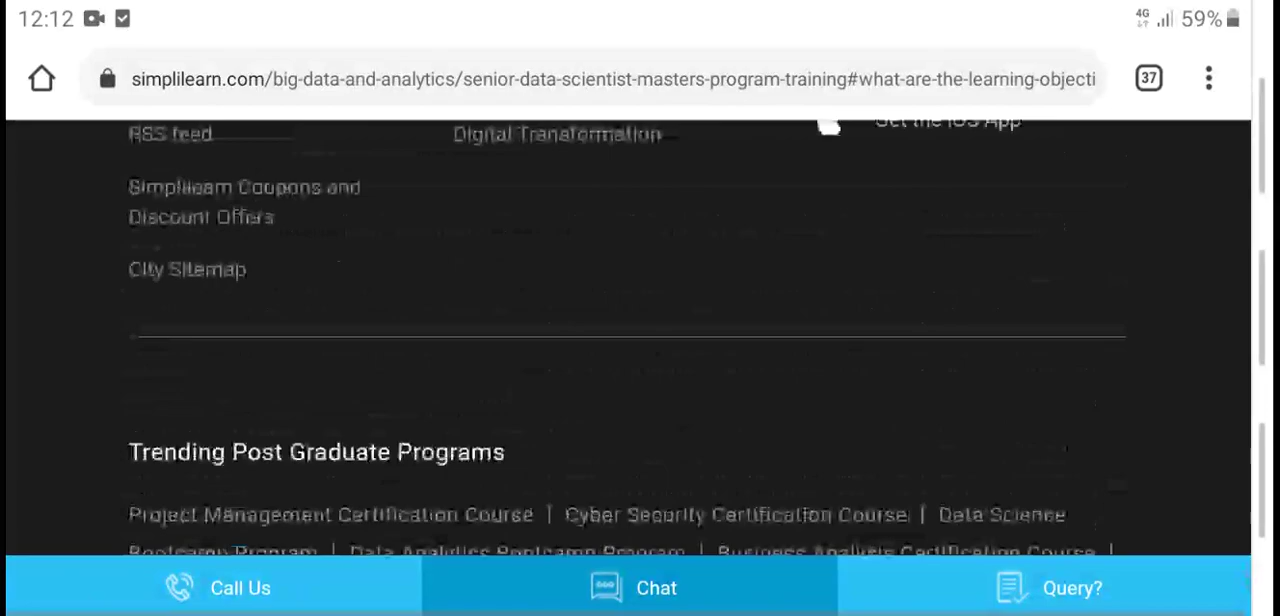 12:12 4G 59%
simplilearn.com/big-data-and-analytics/senior-data-scientist-masters-program-training#what-are-the-learning-objecti 37
RSS feed Digital Transformation Get the iOS App
Simplilearn Coupons and
Discount Offers
City Sitemap
Trending Post Graduate Programs
Project Management Certification Course | Cyber Security Certification Course | Data Science
Bootcamp Program | Data Analytics Bootcamp Program | Business Analysis Certification Course |
Call Us Chat Query?